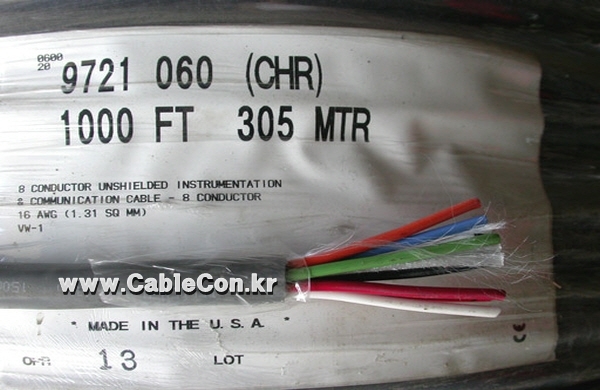 0600
20
9721 060 (CHR)
1000 FT 305 MTR
8 CONDUCTOR UNSHIELDED INSTRUMENTATION
& COMMUNICATION CABLE - 8 CONDUCTOR
16 AWG (1.31 SQ MM)
VW-1
www.CableCon.kr
* MADE IN THE U.S.A. *
OPR 13 LOT